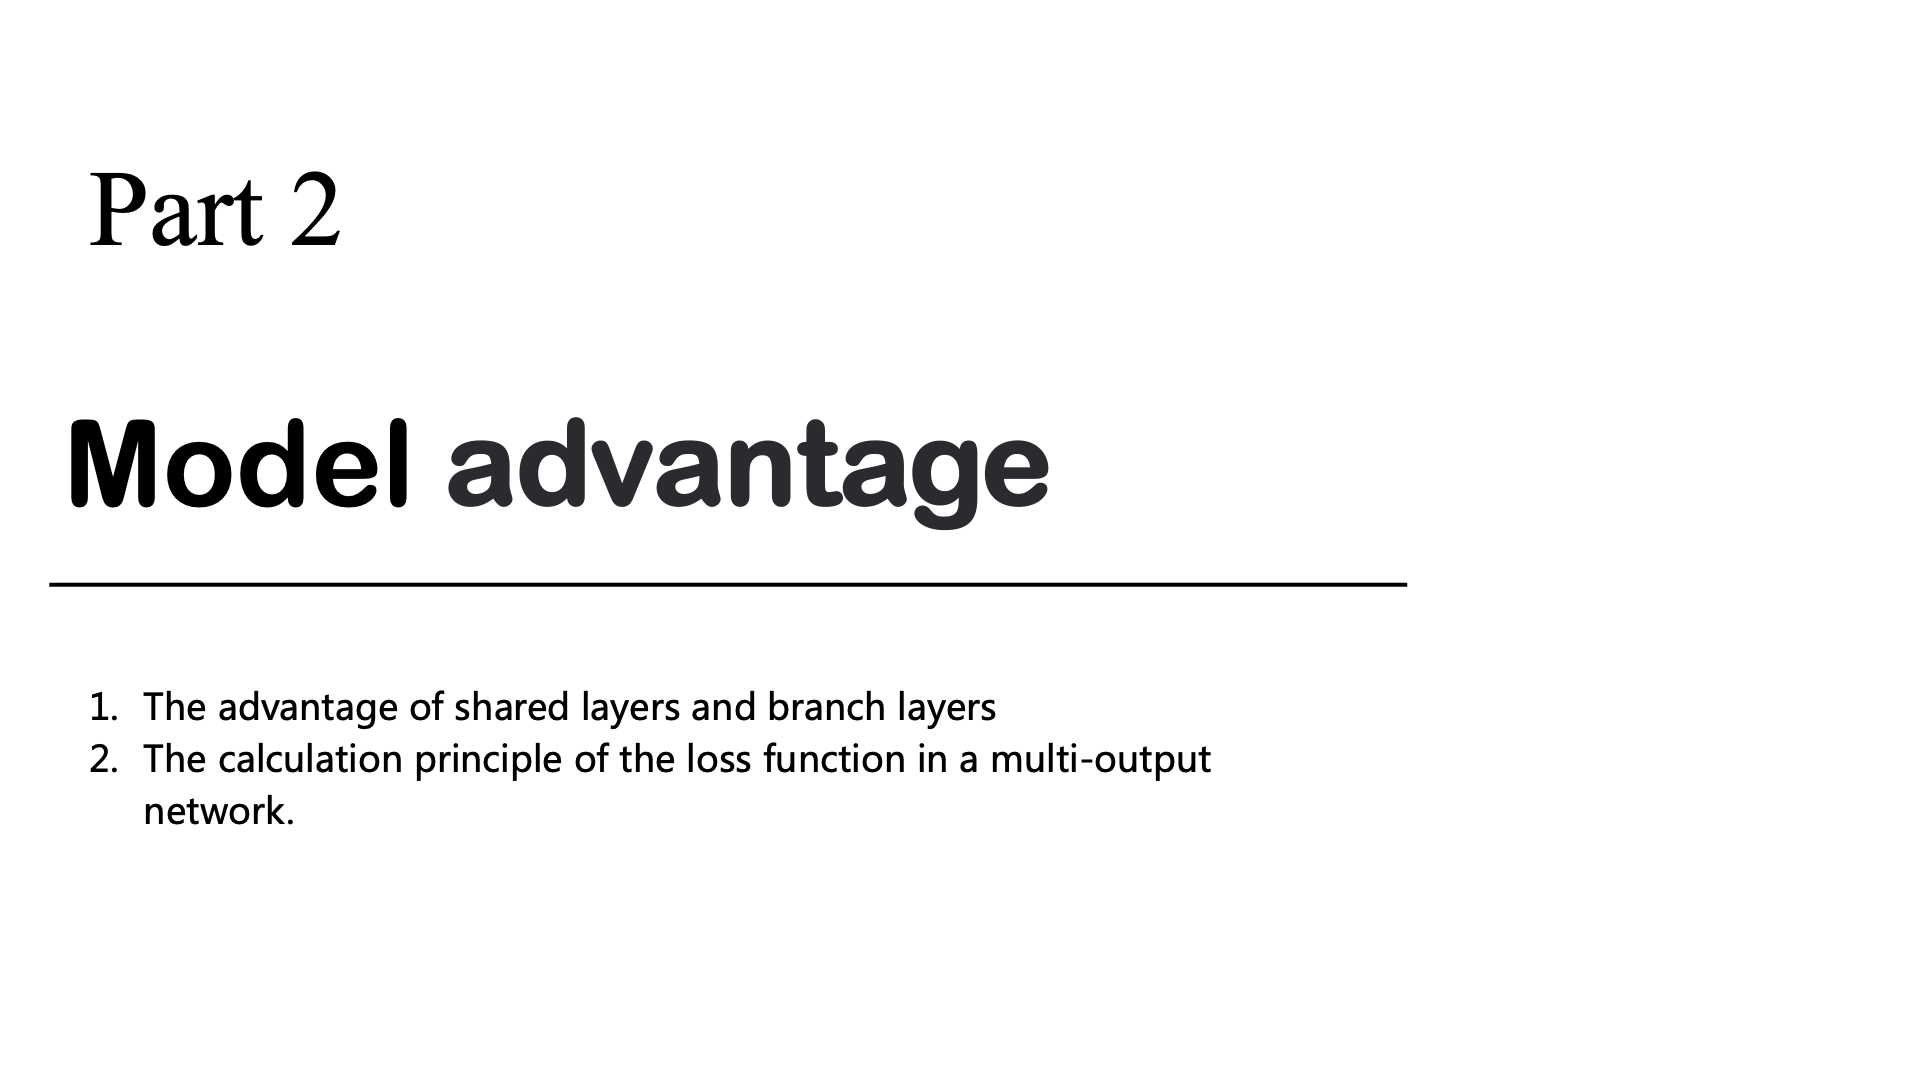 Part 2
Model advantage
1. The advantage of shared layers and branch layers
2. The calculation principle of the loss function in a multi-output
network.